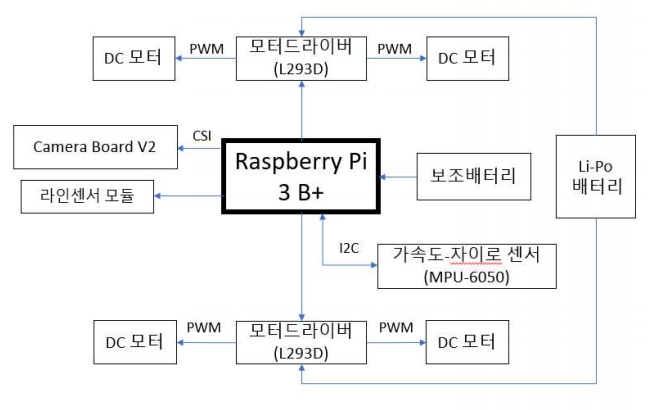 DC 모터
PWM
모터드라이버
(L293D)
PWM
DC 모터
Camera Board V2
CSI
Raspberry Pi
3 B+
보조배터리
Li-Po
배터리
라인센서 모듈
I2C
가속도-자이로 센서
(MPU-6050)
DC 모터
PWM
모터드라이버
(L293D)
PWM
DC 모터